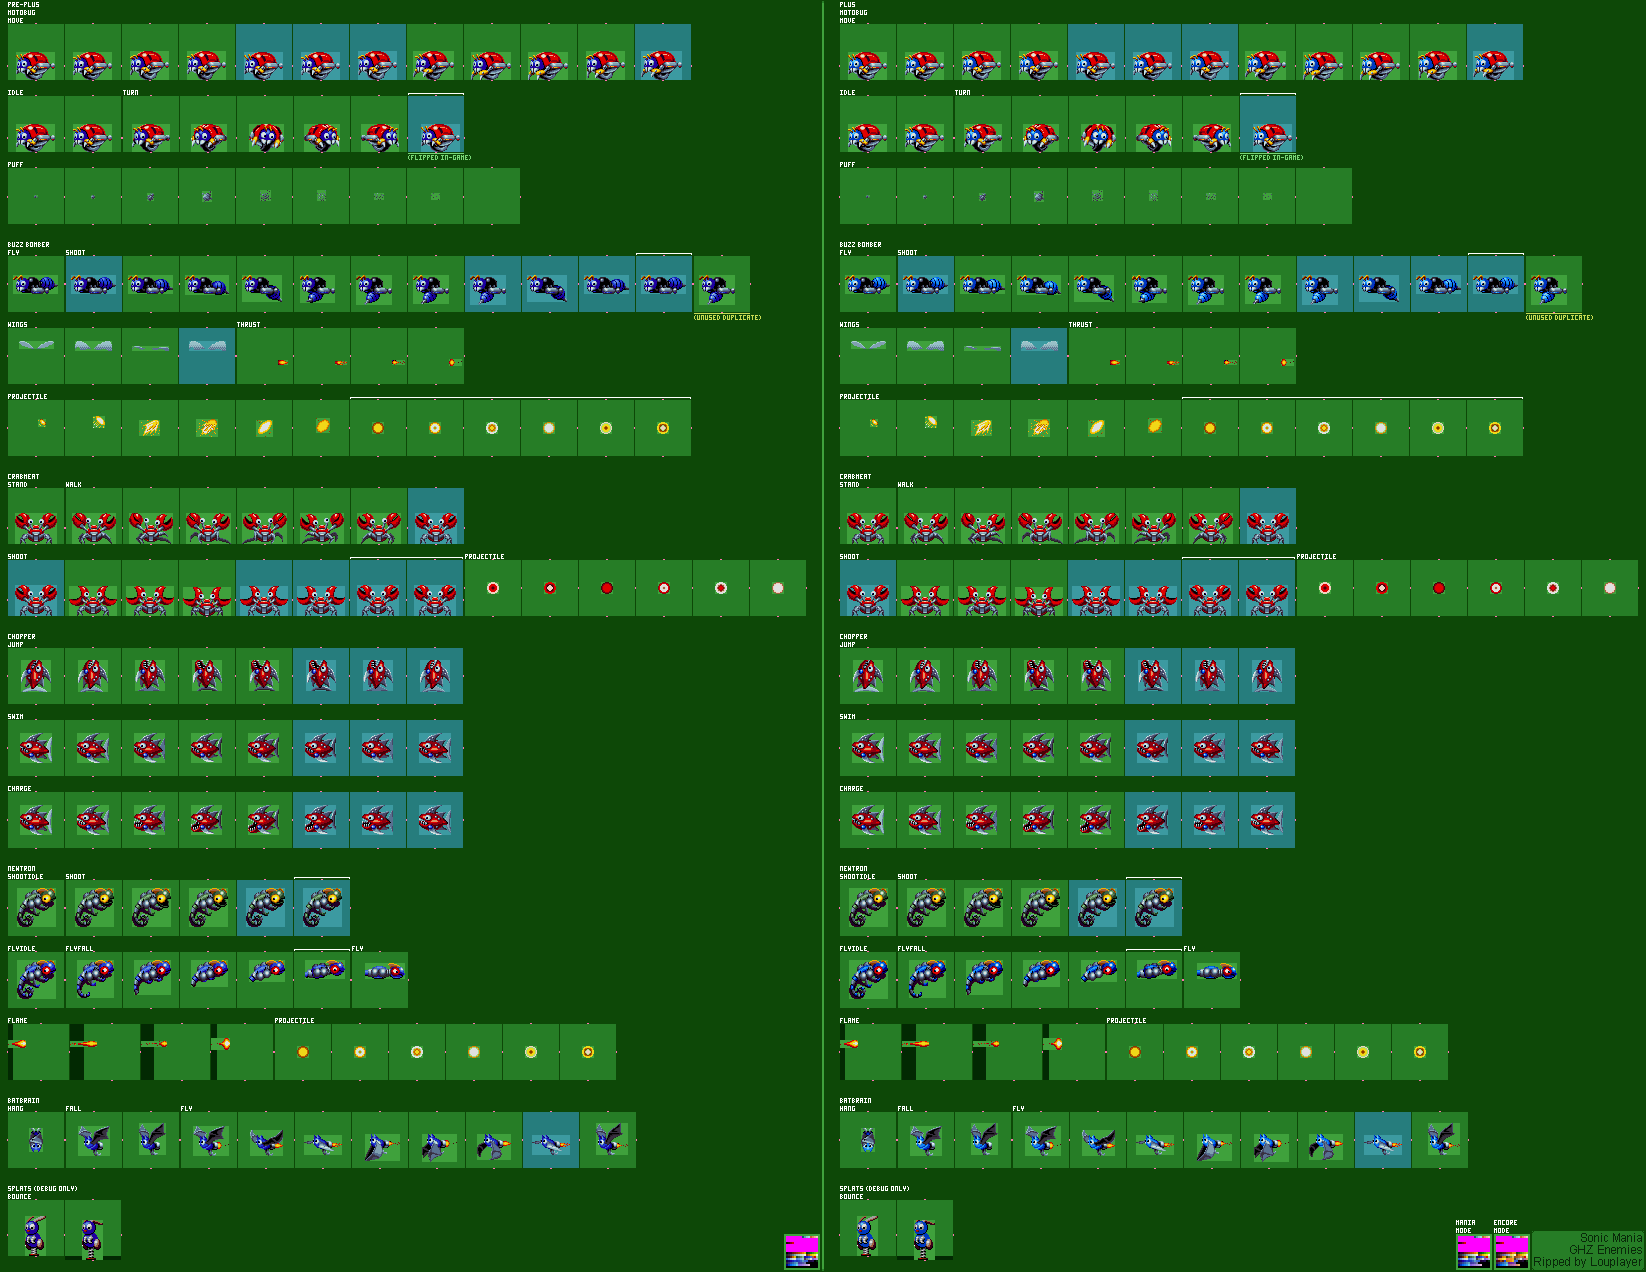 PRE-PLUS
MOTOBUG
MOVE
IDLE
TURN
(FLIPPED IN-GAME)
PUFF
BUZZ BOMBER
FLY
SHOOT
(UNUSED DUPLICATE)
WINGS
THRUST
PROJECTILE
CRABMEAT
STAND
WALK
SHOOT
PROJECTILE
CHOPPER
JUMP
SWIM
CHARGE
NEWTRON
SHOOTIDLE
SHOOT
FLYIDLE
FLYFALL
FLY
FLAME
PROJECTILE
BATBRAIN
HANG
FALL
FLY
SPLATS (DEBUG ONLY)
BOUNCE
PLUS
MOTOBUG
MOVE
IDLE
TURN
(FLIPPED IN-GAME)
PUFF
BUZZ BOMBER
FLY
SHOOT
(UNUSED DUPLICATE)
WINGS
THRUST
PROJECTILE
CRABMEAT
STAND
WALK
SHOOT
PROJECTILE
CHOPPER
JUMP
SWIM
CHARGE
NEWTRON
SHOOTIDLE
SHOOT
FLYIDLE
FLYFALL
FLY
FLAME
PROJECTILE
BATBRAIN
HANG
FALL
FLY
SPLATS (DEBUG ONLY)
BOUNCE
MANIA
MODE
ENCORE
MODE
Sonic Mania
GHZ Enemies
Ripped by Louplayer